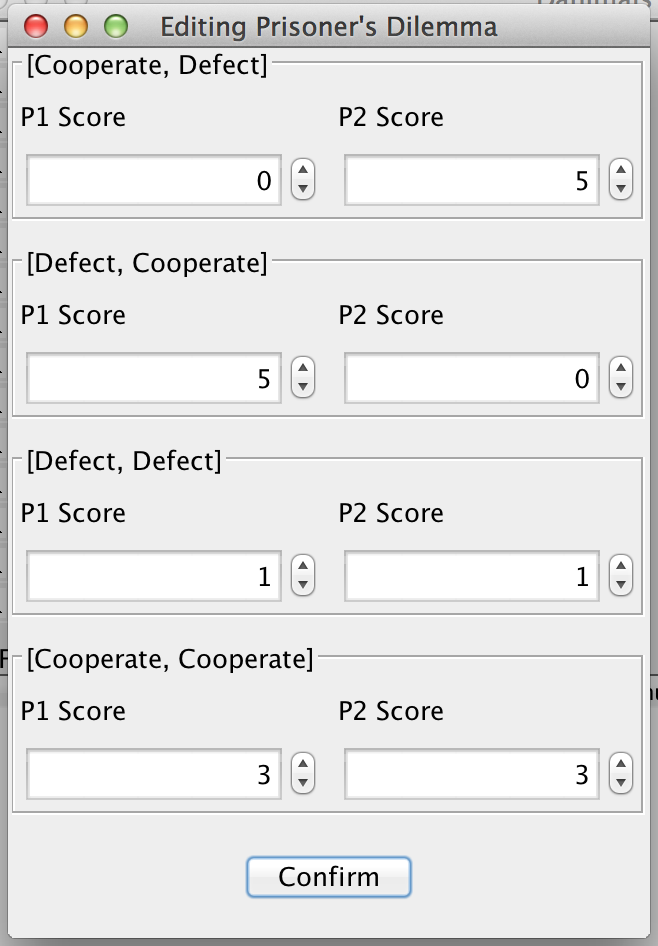 Editing Prisoner's Dilemma
[Cooperate, Defect]
P1 Score P2 Score
0 5
[Defect, Cooperate]
P1 Score P2 Score
5 0
[Defect, Defect]
P1 Score P2 Score
1 1
[Cooperate, Cooperate]
P1 Score P2 Score
3 3
Confirm